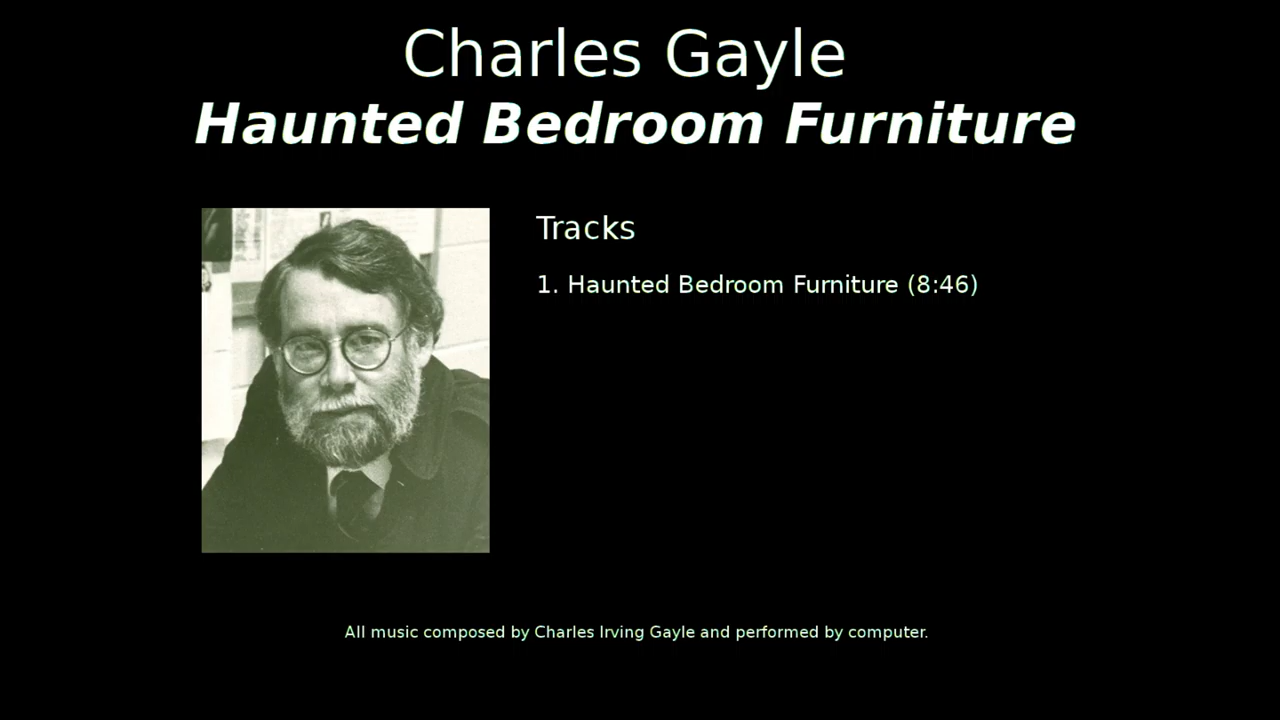 Charles Gayle
Haunted Bedroom Furniture
Tracks
1. Haunted Bedroom Furniture (8:46)
All music composed by Charles Irving Gayle and performed by computer.